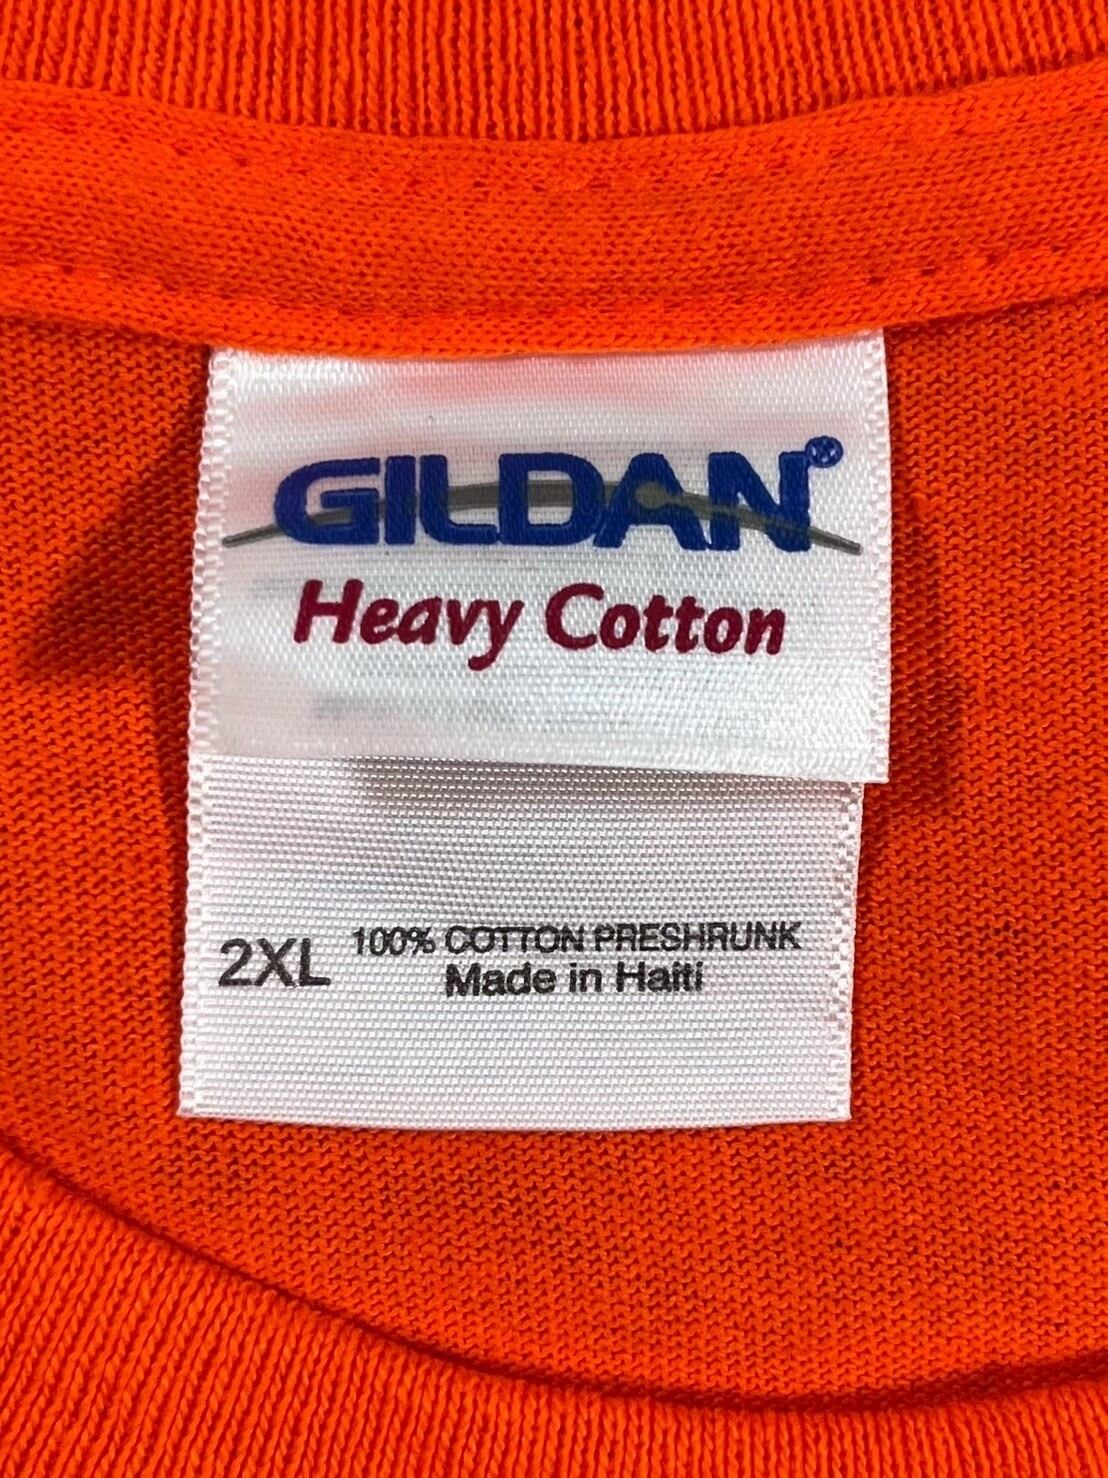 GILDAN®
Heavy Cotton
2XL 100% COTTON PRESHRUNK
Made in Haiti